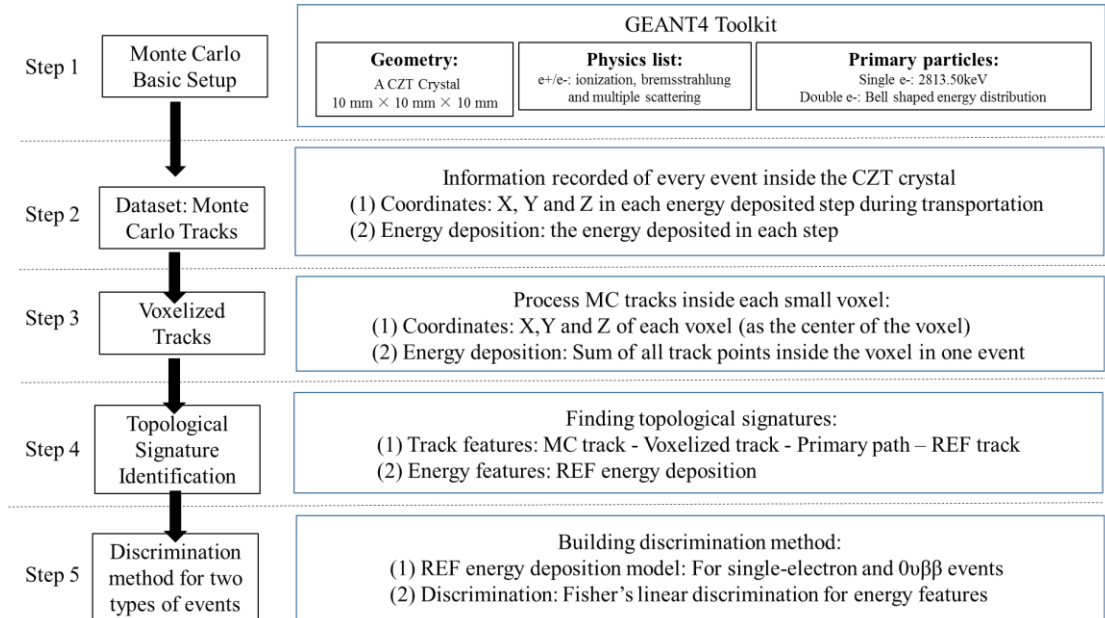 GEANT4 Toolkit
Step 1
Monte Carlo
Basic Setup
Geometry:
A CZT Crystal
10 mm × 10 mm × 10 mm
Physics list:
e+/e-: ionization, bremsstrahlung
and multiple scattering
Primary particles:
Single e-: 2813.50keV
Double e-: Bell shaped energy distribution
Step 2
Dataset: Monte
Carlo Tracks
Information recorded of every event inside the CZT crystal
(1) Coordinates: X, Y and Z in each energy deposited step during transportation
(2) Energy deposition: the energy deposited in each step
Step 3
Voxelized
Tracks
Process MC tracks inside each small voxel:
(1) Coordinates: X,Y and Z of each voxel (as the center of the voxel)
(2) Energy deposition: Sum of all track points inside the voxel in one event
Step 4
Topological
Signature
Identification
Finding topological signatures:
(1) Track features: MC track - Voxelized track - Primary path – REF track
(2) Energy features: REF energy deposition
Step 5
Discrimination
method for two
types of events
Building discrimination method:
(1) REF energy deposition model: For single-electron and 0υββ events
(2) Discrimination: Fisher's linear discrimination for energy features